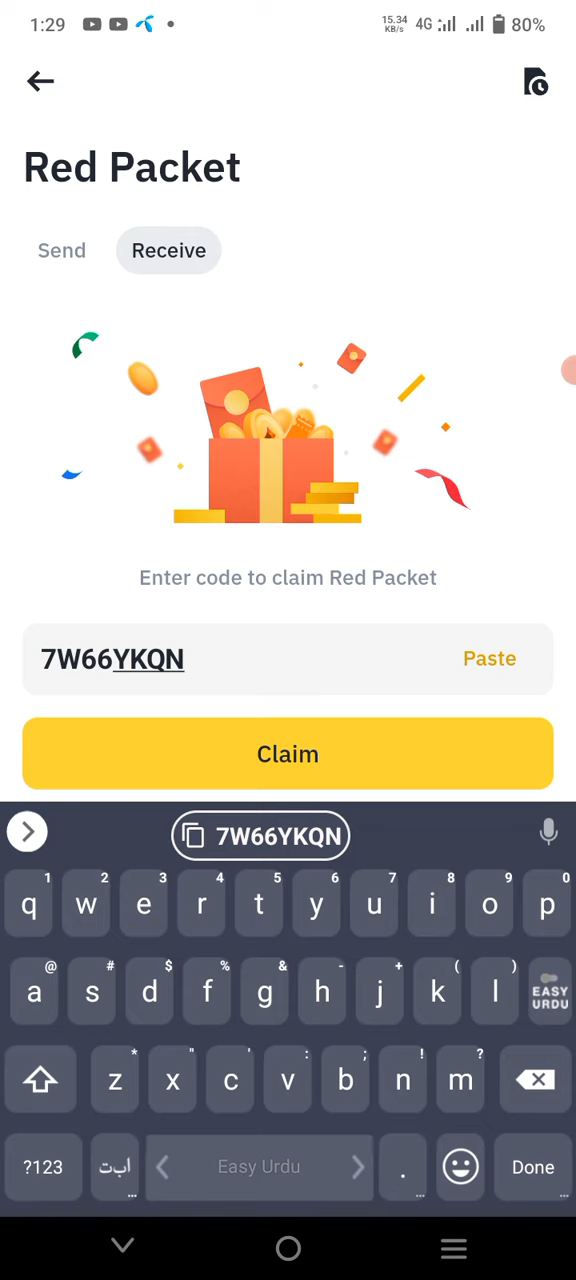 1:29 15.34 KB/s 4G 80%
Red Packet
Send Receive
Enter code to claim Red Packet
7W66YKQN Paste
Claim
7W66YKQN
1 2 3 4 5 6 7 8 9 0
q w e r t y u i o p
@ # $ % & - + ( )
a s d f g h j k l EASY URDU
* " ' : ; ! ?
z x c v b n m
?123 ابت Easy Urdu . Done